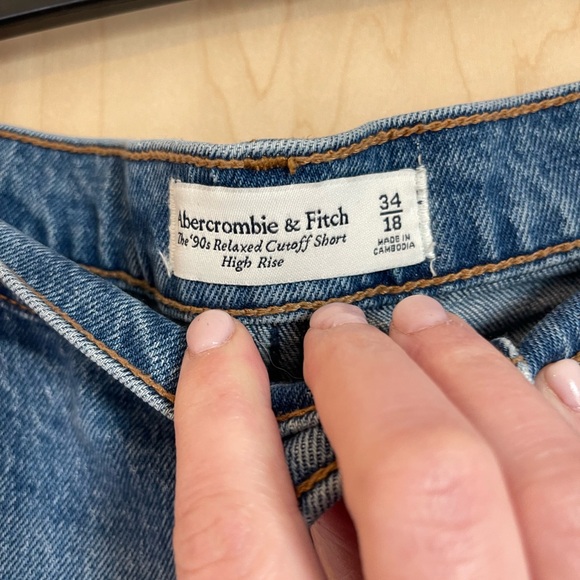 Abercrombie & Fitch
The '90s Relaxed Cutoff Short
High Rise
34
18
MADE IN
CAMBODIA